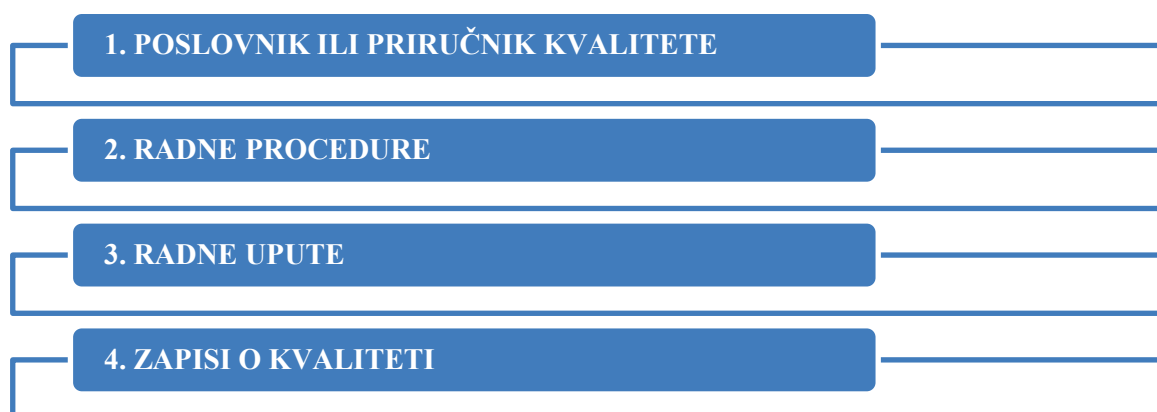 1. POSLOVNIK ILI PRIRUČNIK KVALITETE
2. RADNE PROCEDURE
3. RADNE UPUTE
4. ZAPISI O KVALITETI